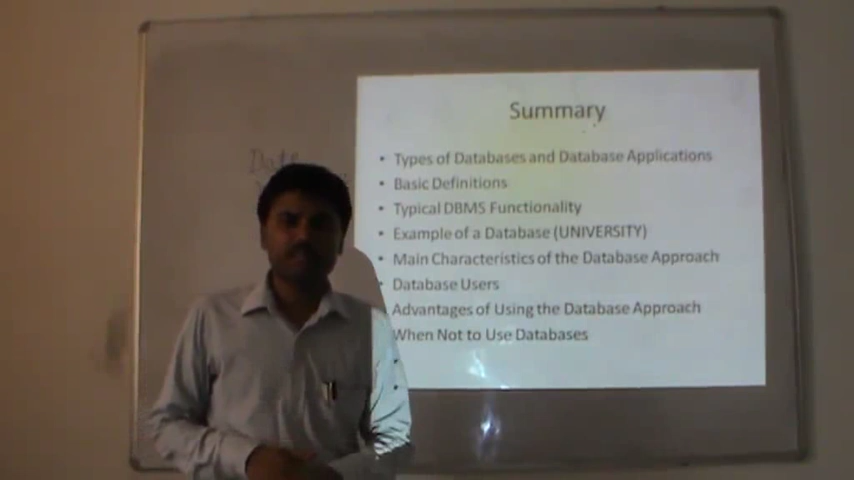 Summary
Types of Databases and Database Applications
Basic Definitions
Typical DBMS Functionality
Example of a Database (UNIVERSITY)
Main Characteristics of the Database Approach
Database Users
Advantages of Using the Database Approach
When Not to Use Databases